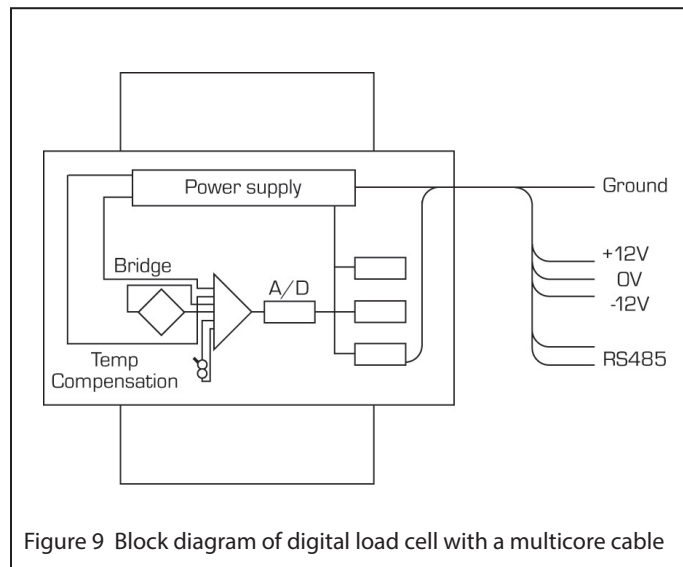 Power supply
Ground
+12V
Bridge
A/D
0V
-12V
Temp
Compensation
RS485
Figure 9 Block diagram of digital load cell with a multicore cable